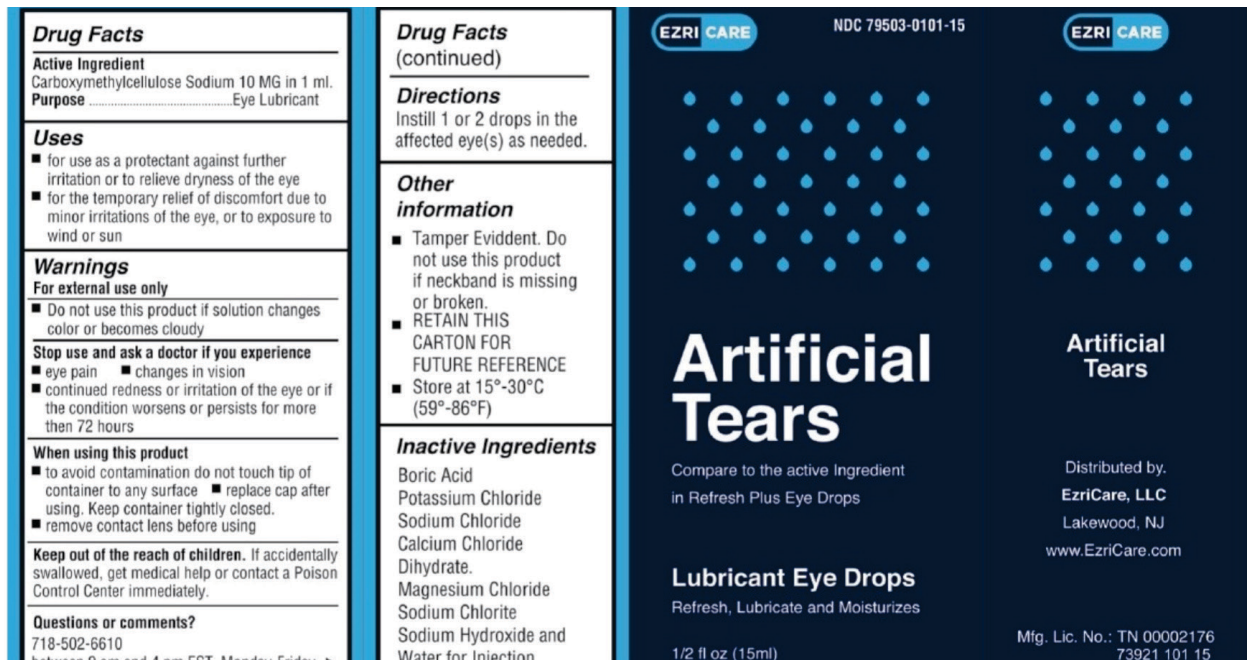 Drug Facts
Active Ingredient
Carboxymethylcellulose Sodium 10 MG in 1 ml.
Purpose ............................................Eye Lubricant
Uses
■ for use as a protectant against further
irritation or to relieve dryness of the eye
■ for the temporary relief of discomfort due to
minor irritations of the eye, or to exposure to
wind or sun
Warnings
For external use only
■ Do not use this product if solution changes
color or becomes cloudy
Stop use and ask a doctor if you experience
■ eye pain ■ changes in vision
■ continued redness or irritation of the eye or if
the condition worsens or persists for more
then 72 hours
When using this product
■ to avoid contamination do not touch tip of
container to any surface ■ replace cap after
using. Keep container tightly closed.
■ remove contact lens before using
Keep out of the reach of children. If accidentally
swallowed, get medical help or contact a Poison
Control Center immediately.
Questions or comments?
718-502-6610
between 9 am and 4 pm EST, Monday-Friday
Drug Facts
(continued)
Directions
Instill 1 or 2 drops in the
affected eye(s) as needed.
Other
information
■ Tamper Eviddent. Do
not use this product
if neckband is missing
or broken.
■ RETAIN THIS
CARTON FOR
FUTURE REFERENCE
■ Store at 15°-30°C
(59°-86°F)
Inactive Ingredients
Boric Acid
Potassium Chloride
Sodium Chloride
Calcium Chloride
Dihydrate.
Magnesium Chloride
Sodium Chlorite
Sodium Hydroxide and
Water for Injection
EZRI CARE
NDC 79503-0101-15
Artificial
Tears
Compare to the active Ingredient
in Refresh Plus Eye Drops
Lubricant Eye Drops
Refresh, Lubricate and Moisturizes
1/2 fl oz (15ml)
EZRI CARE
Artificial
Tears
Distributed by.
EzriCare, LLC
Lakewood, NJ
www.EzriCare.com
Mfg. Lic. No.: TN 00002176
73921 101 15